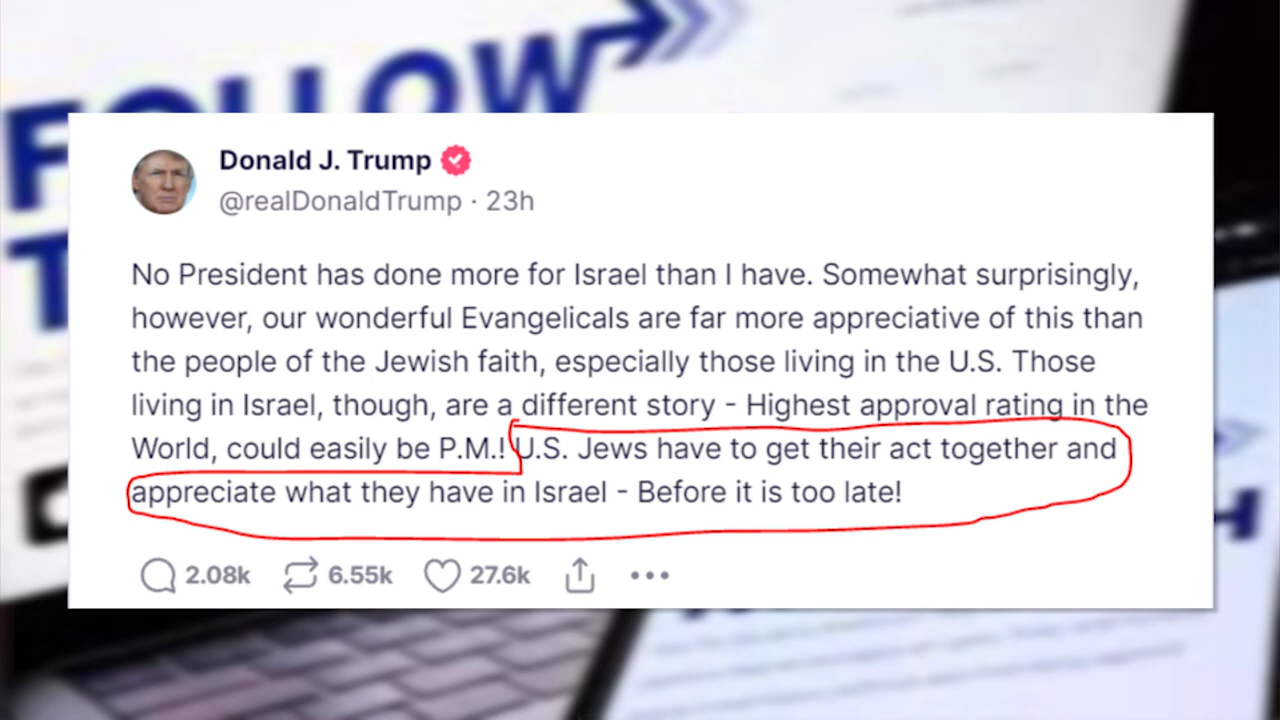 FOLLOW
Donald J. Trump
@realDonaldTrump · 23h
No President has done more for Israel than I have. Somewhat surprisingly,
however, our wonderful Evangelicals are far more appreciative of this than
the people of the Jewish faith, especially those living in the U.S. Those
living in Israel, though, are a different story - Highest approval rating in the
World, could easily be P.M.! U.S. Jews have to get their act together and
appreciate what they have in Israel - Before it is too late!
2.08k 6.55k 27.6k